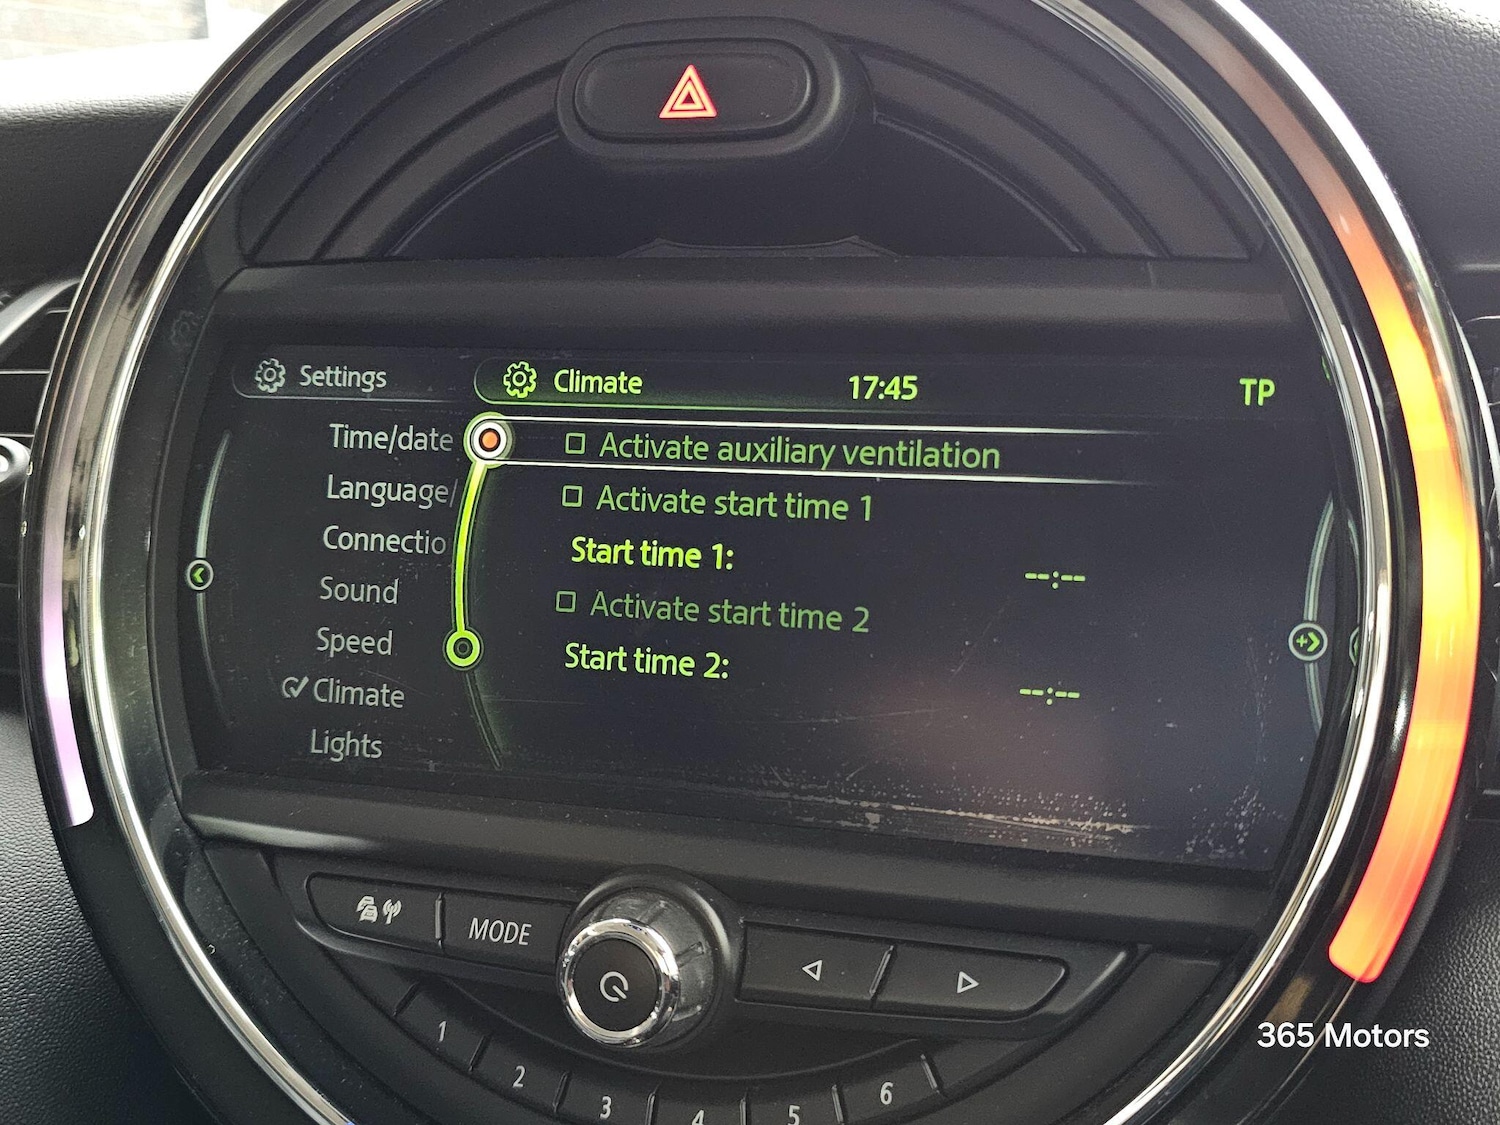 Settings
Climate
17:45
TP
Time/date
Activate auxiliary ventilation
Language/
Activate start time 1
Connectio
Start time 1:
--:--
Sound
Activate start time 2
Speed
Start time 2:
--:--
Climate
Lights
MODE
1
2
3
4
5
6
365 Motors